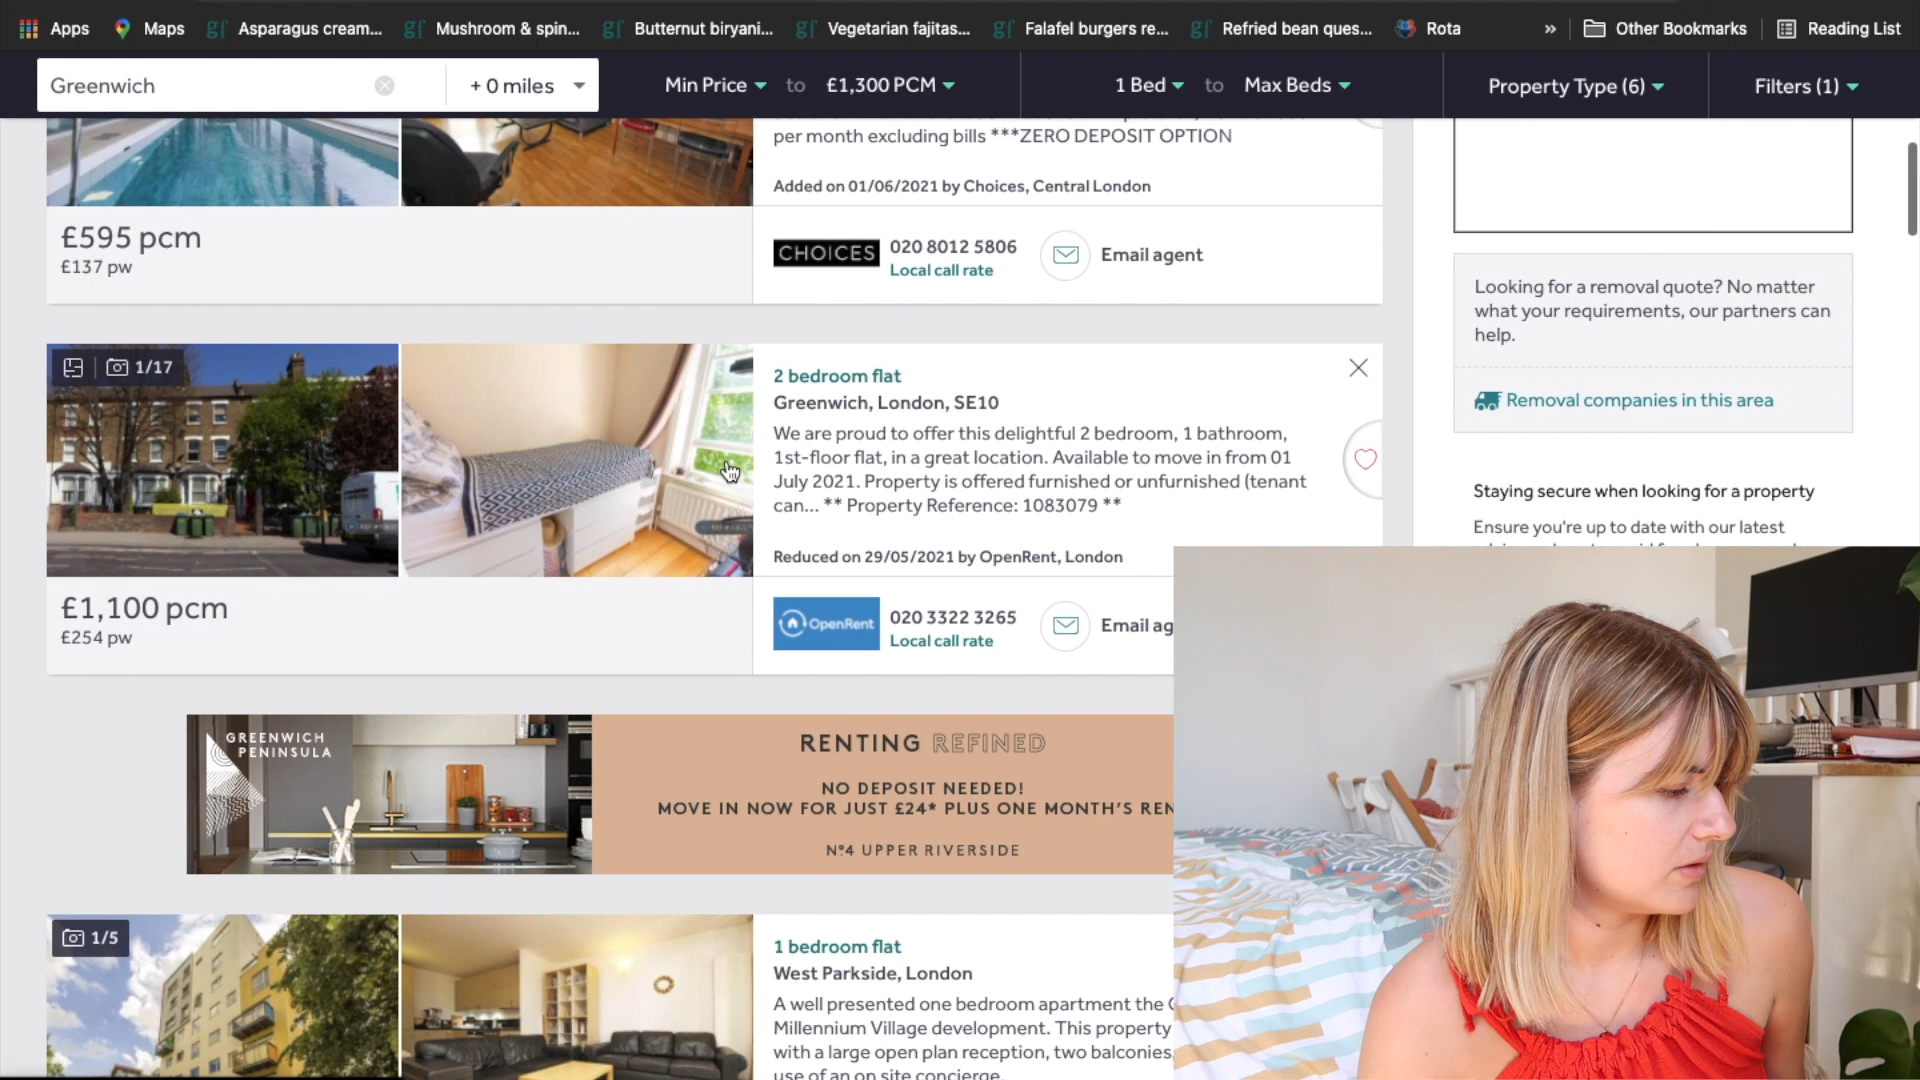 Apps
Maps
Asparagus cream...
Mushroom & spin...
Butternut biryani...
Vegetarian fajitas...
Falafel burgers re...
Refried bean ques...
Rota
»
Other Bookmarks
Reading List
Greenwich
+ 0 miles
Min Price to £1,300 PCM
1 Bed to Max Beds
Property Type (6)
Filters (1)
per month excluding bills ***ZERO DEPOSIT OPTION
Added on 01/06/2021 by Choices, Central London
£595 pcm
£137 pw
CHOICES
020 8012 5806
Local call rate
Email agent
Looking for a removal quote? No matter
what your requirements, our partners can
help.
Removal companies in this area
1/17
2 bedroom flat
Greenwich, London, SE10
We are proud to offer this delightful 2 bedroom, 1 bathroom,
1st-floor flat, in a great location. Available to move in from 01
July 2021. Property is offered furnished or unfurnished (tenant
can... ** Property Reference: 1083079 **
Reduced on 29/05/2021 by OpenRent, London
Staying secure when looking for a property
Ensure you're up to date with our latest
£1,100 pcm
£254 pw
OpenRent
020 3322 3265
Local call rate
Email ag
GREENWICH
PENINSULA
RENTING REFINED
NO DEPOSIT NEEDED!
MOVE IN NOW FOR JUST £24* PLUS ONE MONTH'S REN
Nº4 UPPER RIVERSIDE
1/5
1 bedroom flat
West Parkside, London
A well presented one bedroom apartment the
Millennium Village development. This property
with a large open plan reception, two balconies,
use of an on site concierge.